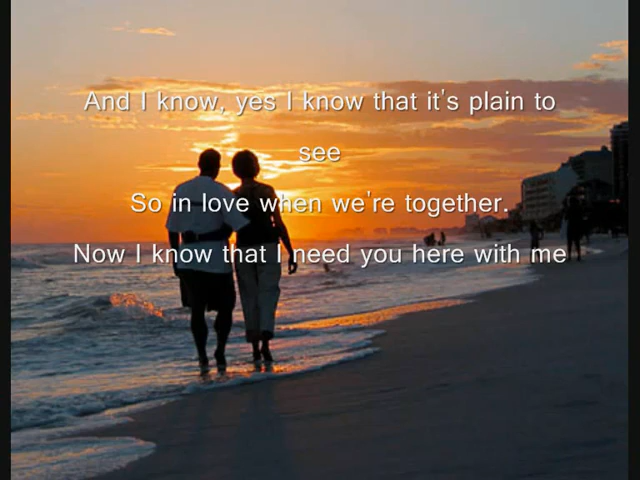 And I know, yes I know that it's plain to
see
So in love when we're together.
Now I know that I need you here with me